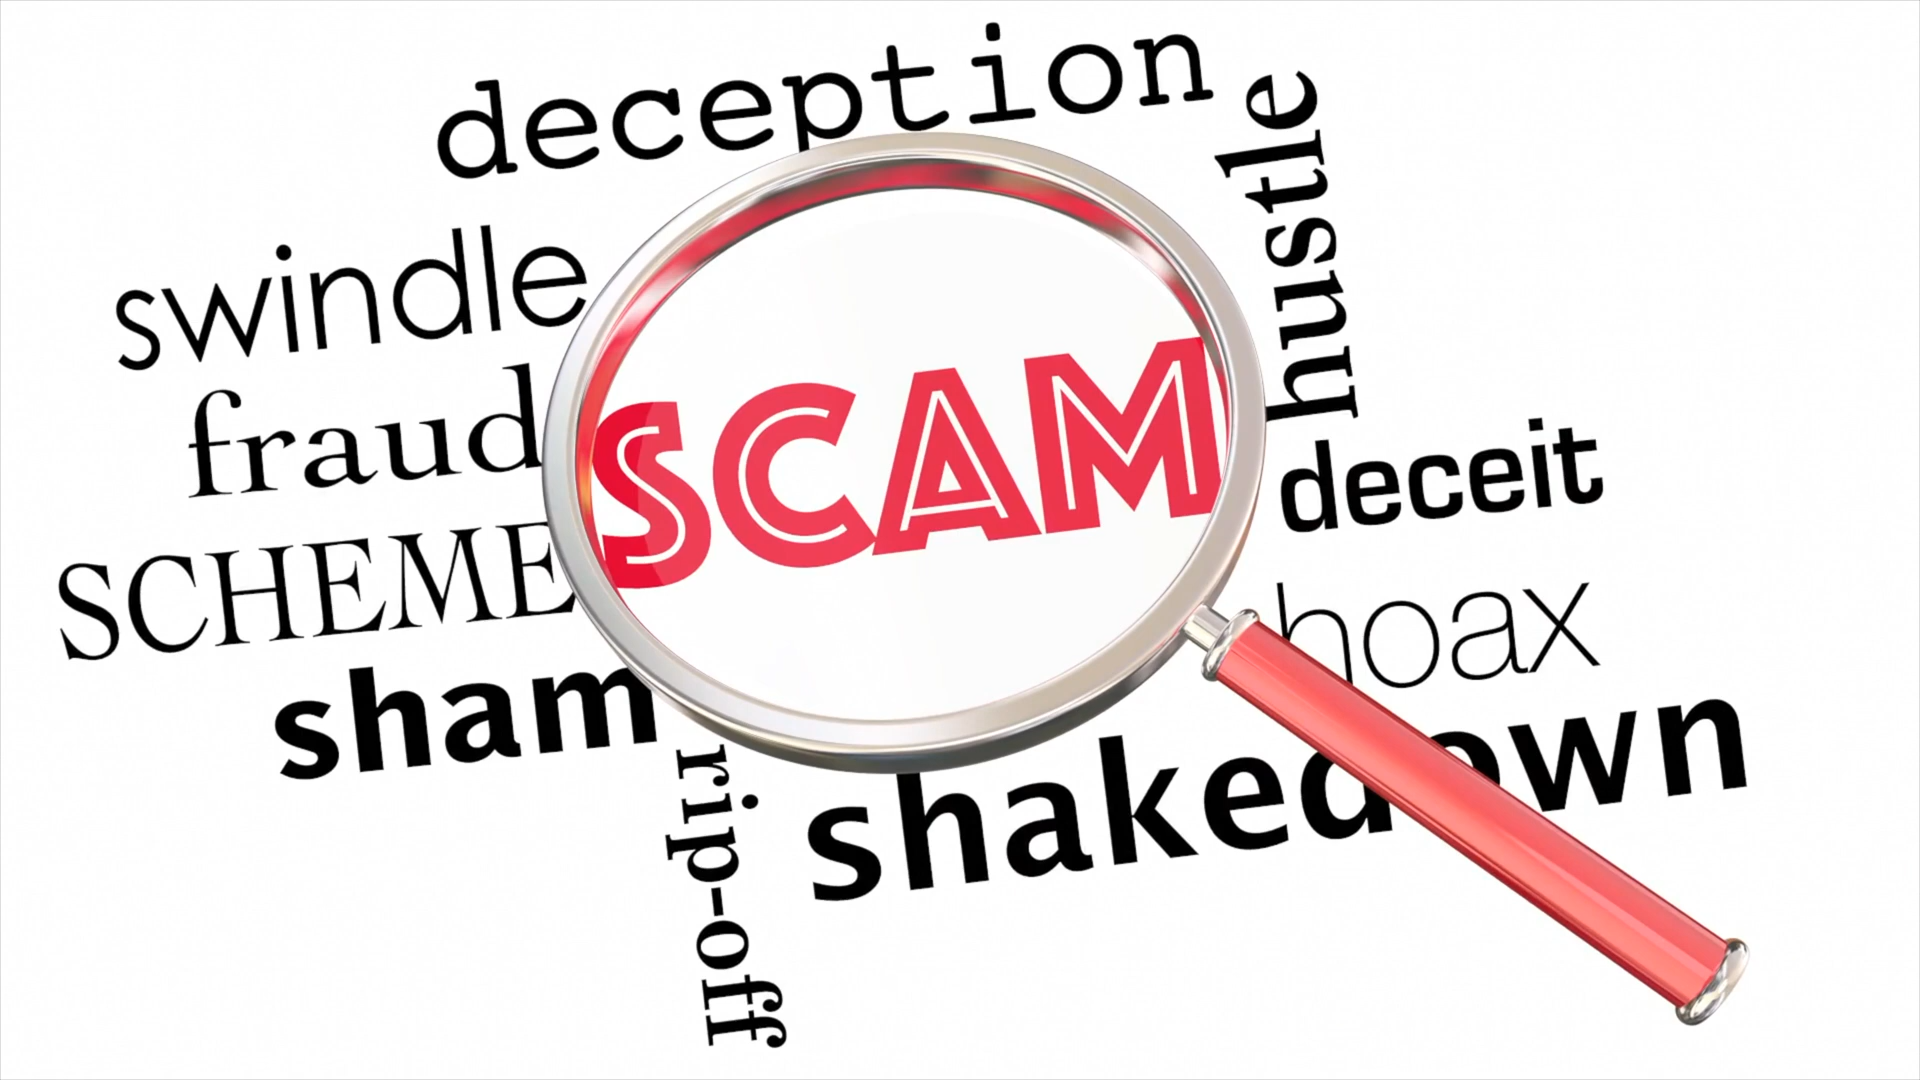 deception
hustle
swindle
fraud
SCAM
deceit
SCHEME
hoax
sham
shakedown
rip-off